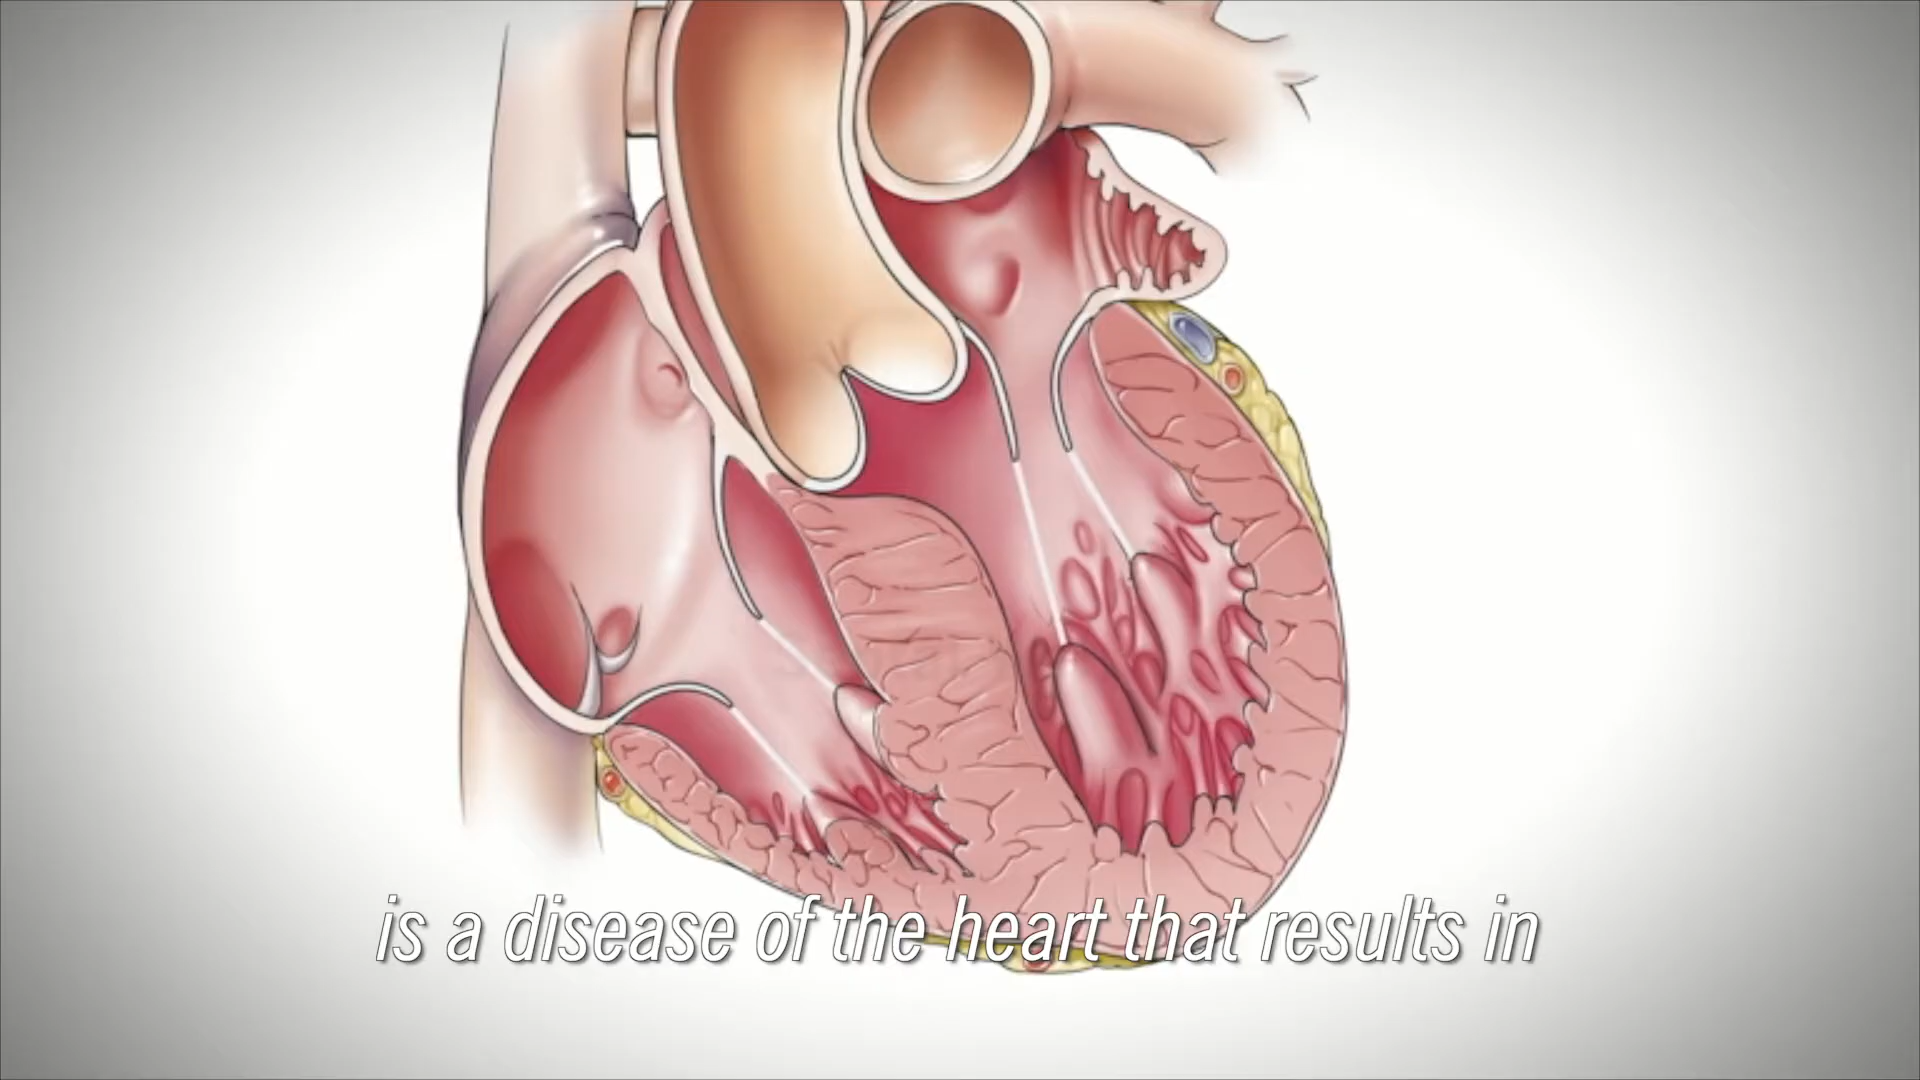 is a disease of the heart that results in